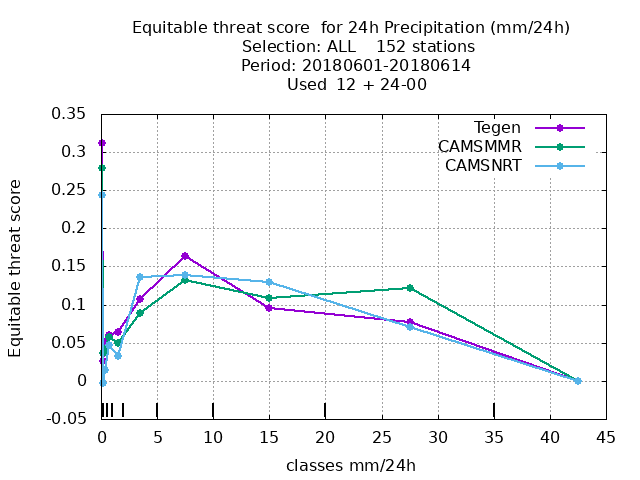 Equitable threat score  for 24h Precipitation (mm/24h)
Selection: ALL    152 stations
Period: 20180601-20180614
Used  12 + 24-00
Tegen
CAMSMMR
CAMSNRT
Equitable threat score
0.35
0.3
0.25
0.2
0.15
0.1
0.05
0
-0.05
0 5 10 15 20 25 30 35 40 45
classes mm/24h